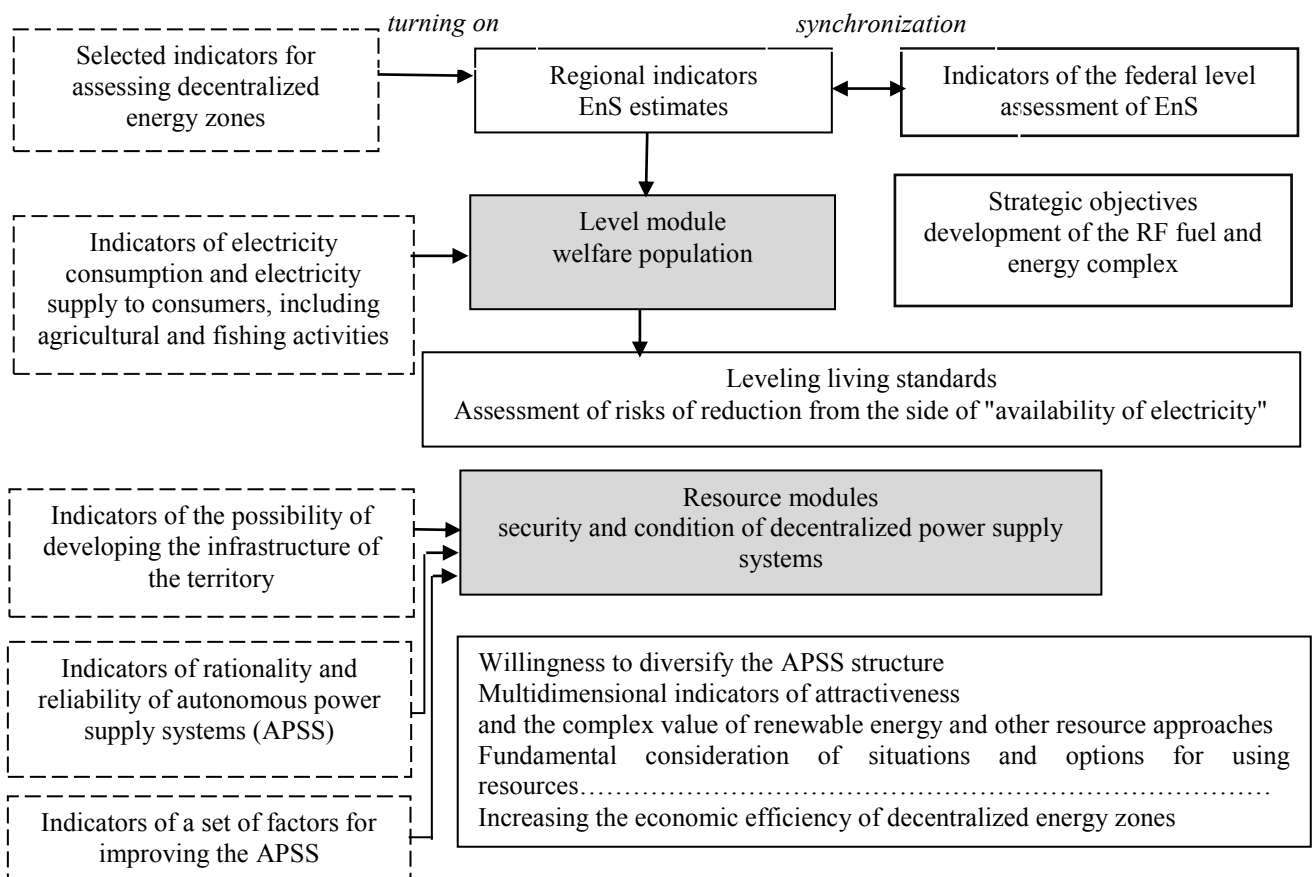 turning on
synchronization
Selected indicators for
assessing decentralized
energy zones
Regional indicators
EnS estimates
Indicators of the federal level
assessment of EnS
Strategic objectives
development of the RF fuel and
energy complex
Level module
welfare population
Indicators of electricity
consumption and electricity
supply to consumers, including
agricultural and fishing activities
Leveling living standards
Assessment of risks of reduction from the side of "availability of electricity"
Indicators of the possibility of
developing the infrastructure of
the territory
Resource modules
security and condition of decentralized power supply
systems
Indicators of rationality and
reliability of autonomous power
supply systems (APSS)
Willingness to diversify the APSS structure
Multidimensional indicators of attractiveness
and the complex value of renewable energy and other resource approaches
Fundamental consideration of situations and options for using
resources……………………………………………………………………………
Increasing the economic efficiency of decentralized energy zones
Indicators of a set of factors for
improving the APSS